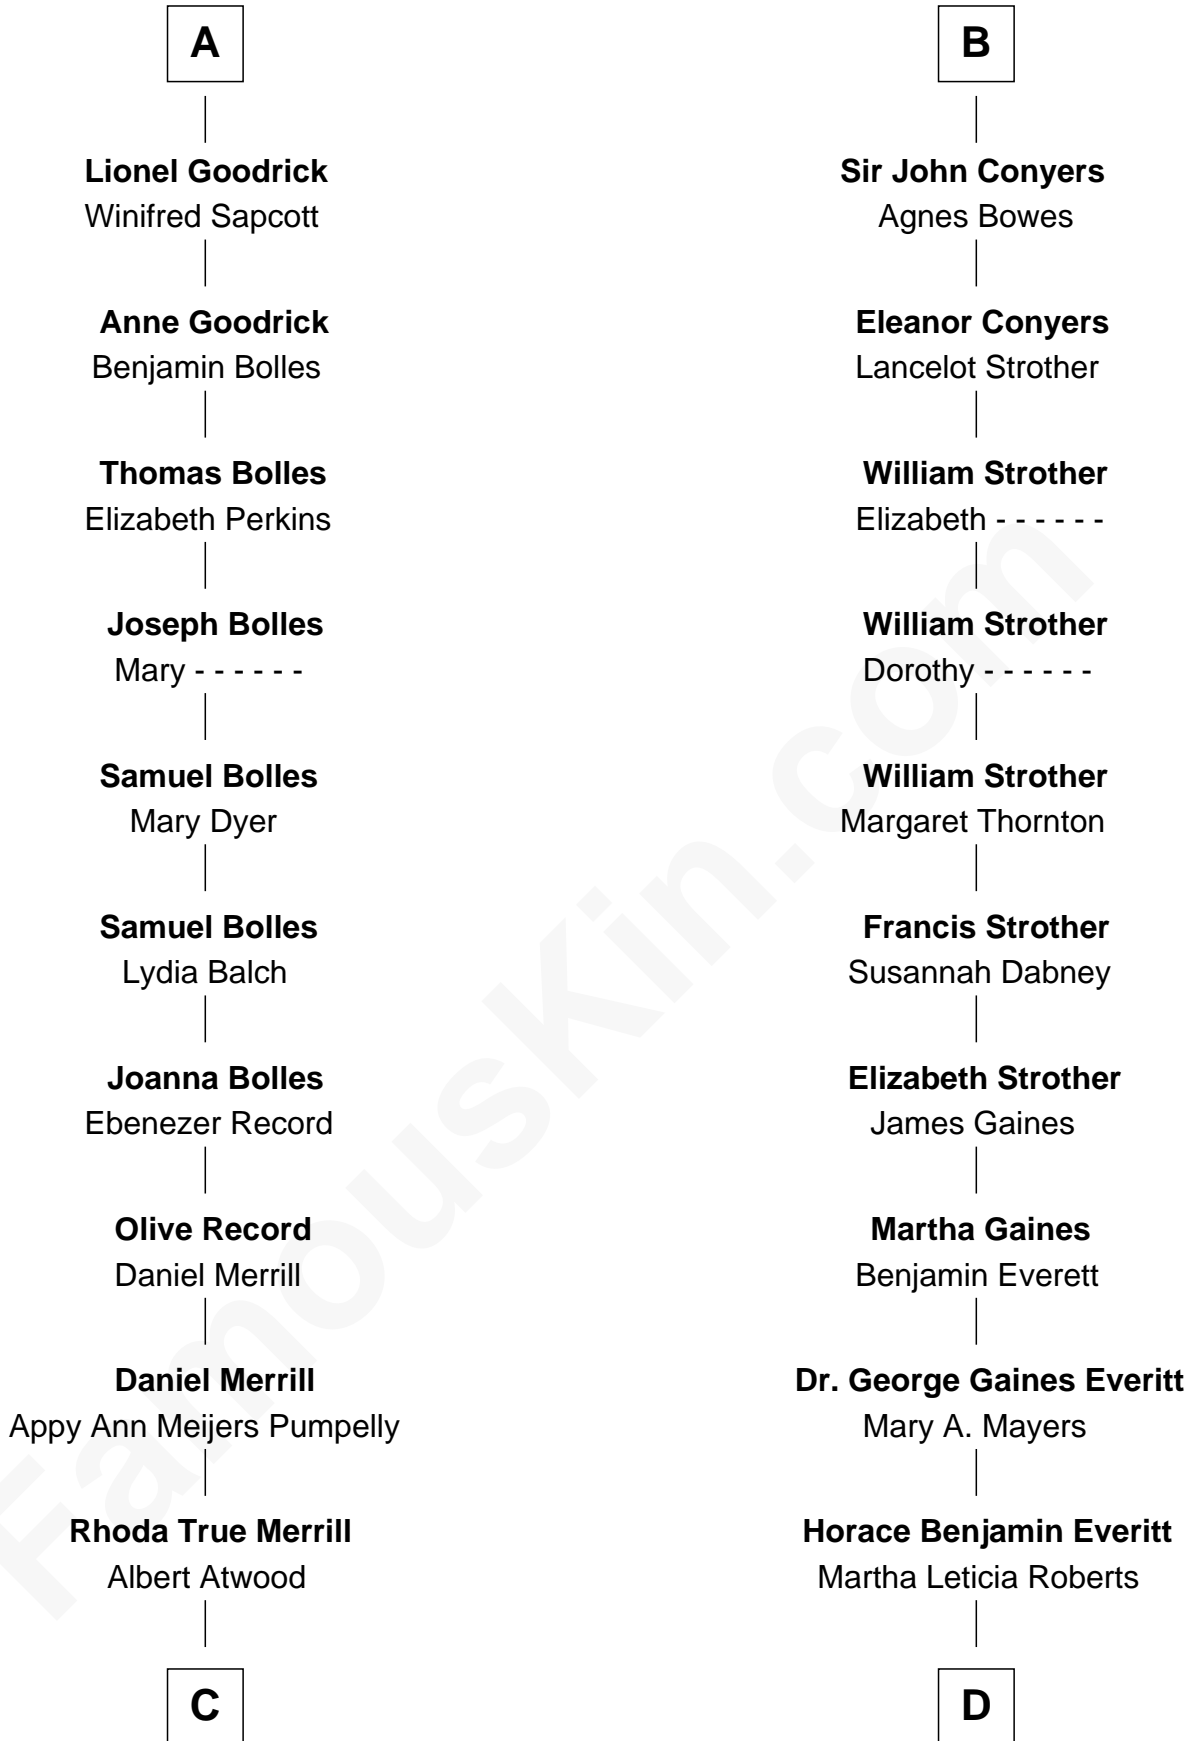 A
Lionel Goodrick
Winifred Sapcott
Anne Goodrick
Benjamin Bolles
Thomas Bolles
Elizabeth Perkins
Joseph Bolles
Mary - - - - - -
Samuel Bolles
Mary Dyer
Samuel Bolles
Lydia Balch
Joanna Bolles
Ebenezer Record
Olive Record
Daniel Merrill
Daniel Merrill
Appy Ann Meijers Pumpelly
Rhoda True Merrill
Albert Atwood
C
B
Sir John Conyers
Agnes Bowes
Eleanor Conyers
Lancelot Strother
William Strother
Elizabeth - - - - - -
William Strother
Dorothy - - - - - -
William Strother
Margaret Thornton
Francis Strother
Susannah Dabney
Elizabeth Strother
James Gaines
Martha Gaines
Benjamin Everett
Dr. George Gaines Everitt
Mary A. Mayers
Horace Benjamin Everitt
Martha Leticia Roberts
D
FamousKin.com